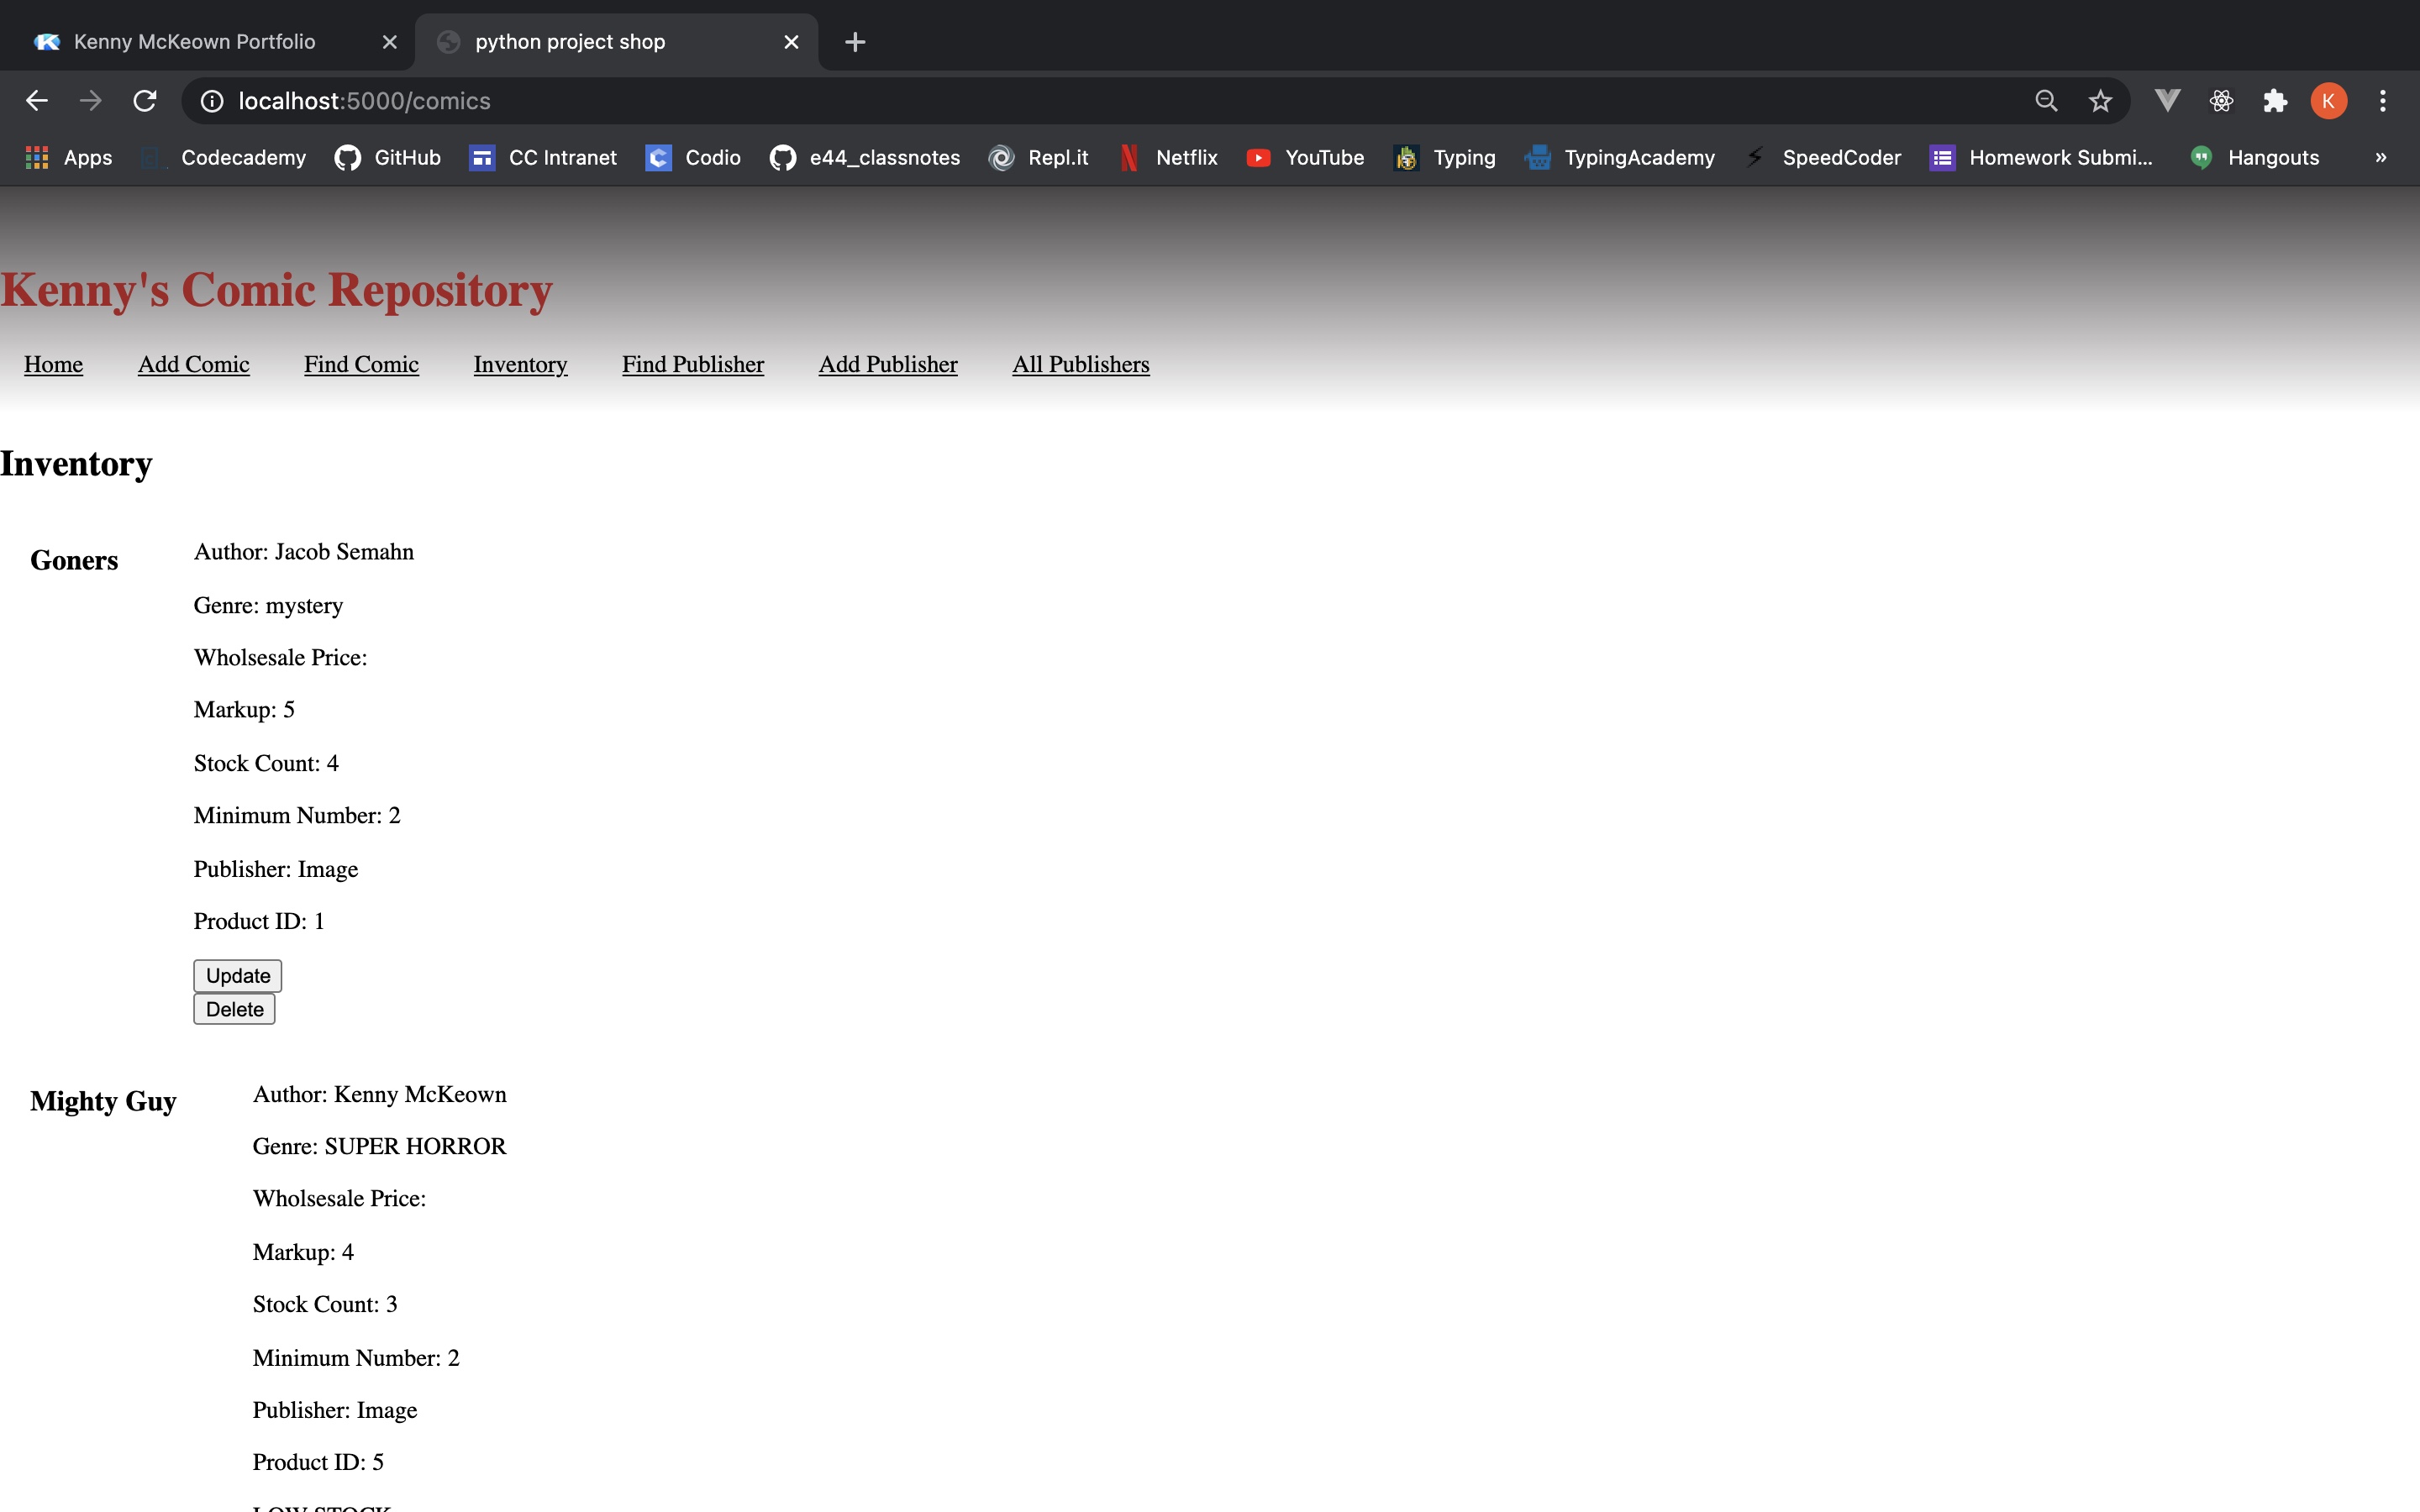 Kenny McKeown Portfolio
python project shop
localhost:5000/comics
K
Apps Codecademy GitHub CC Intranet Codio e44_classnotes Repl.it Netflix YouTube Typing TypingAcademy SpeedCoder Homework Submi... Hangouts »
Kenny's Comic Repository
Home Add Comic Find Comic Inventory Find Publisher Add Publisher All Publishers
Inventory
Goners
Author: Jacob Semahn
Genre: mystery
Wholsesale Price:
Markup: 5
Stock Count: 4
Minimum Number: 2
Publisher: Image
Product ID: 1
Update
Delete
Mighty Guy
Author: Kenny McKeown
Genre: SUPER HORROR
Wholsesale Price:
Markup: 4
Stock Count: 3
Minimum Number: 2
Publisher: Image
Product ID: 5
LOW STOCK